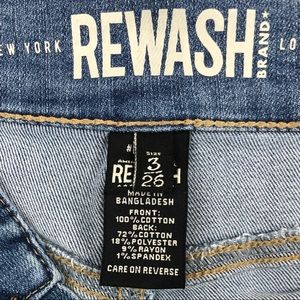 NEW YORK REWASH BRAND LO
SIZE
3
26
MADE IN
BANGLADESH
FRONT:
100% COTTON
BACK:
72% COTTON
18% POLYESTER
9% RAYON
1% SPANDEX
CARE ON REVERSE